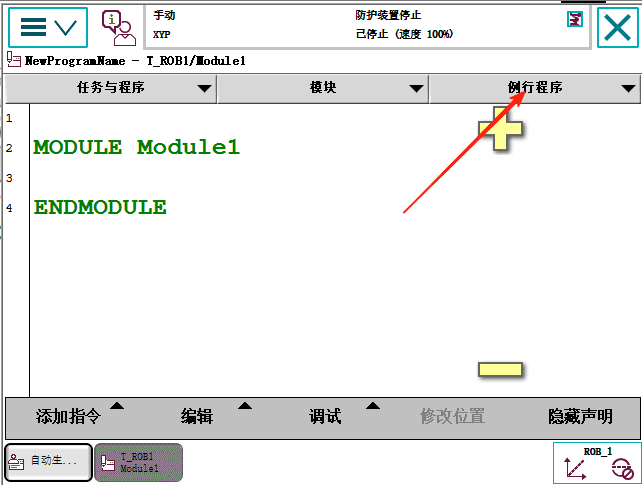 手动
防护装置停止
XYP
已停止 (速度 100%)
NewProgramName - T_ROB1/Module1
任务与程序
模块
例行程序
1
2 MODULE Module1
3
4 ENDMODULE
添加指令
编辑
调试
修改位置
隐藏声明
自动生...
T_ROB1
Module1
ROB_1